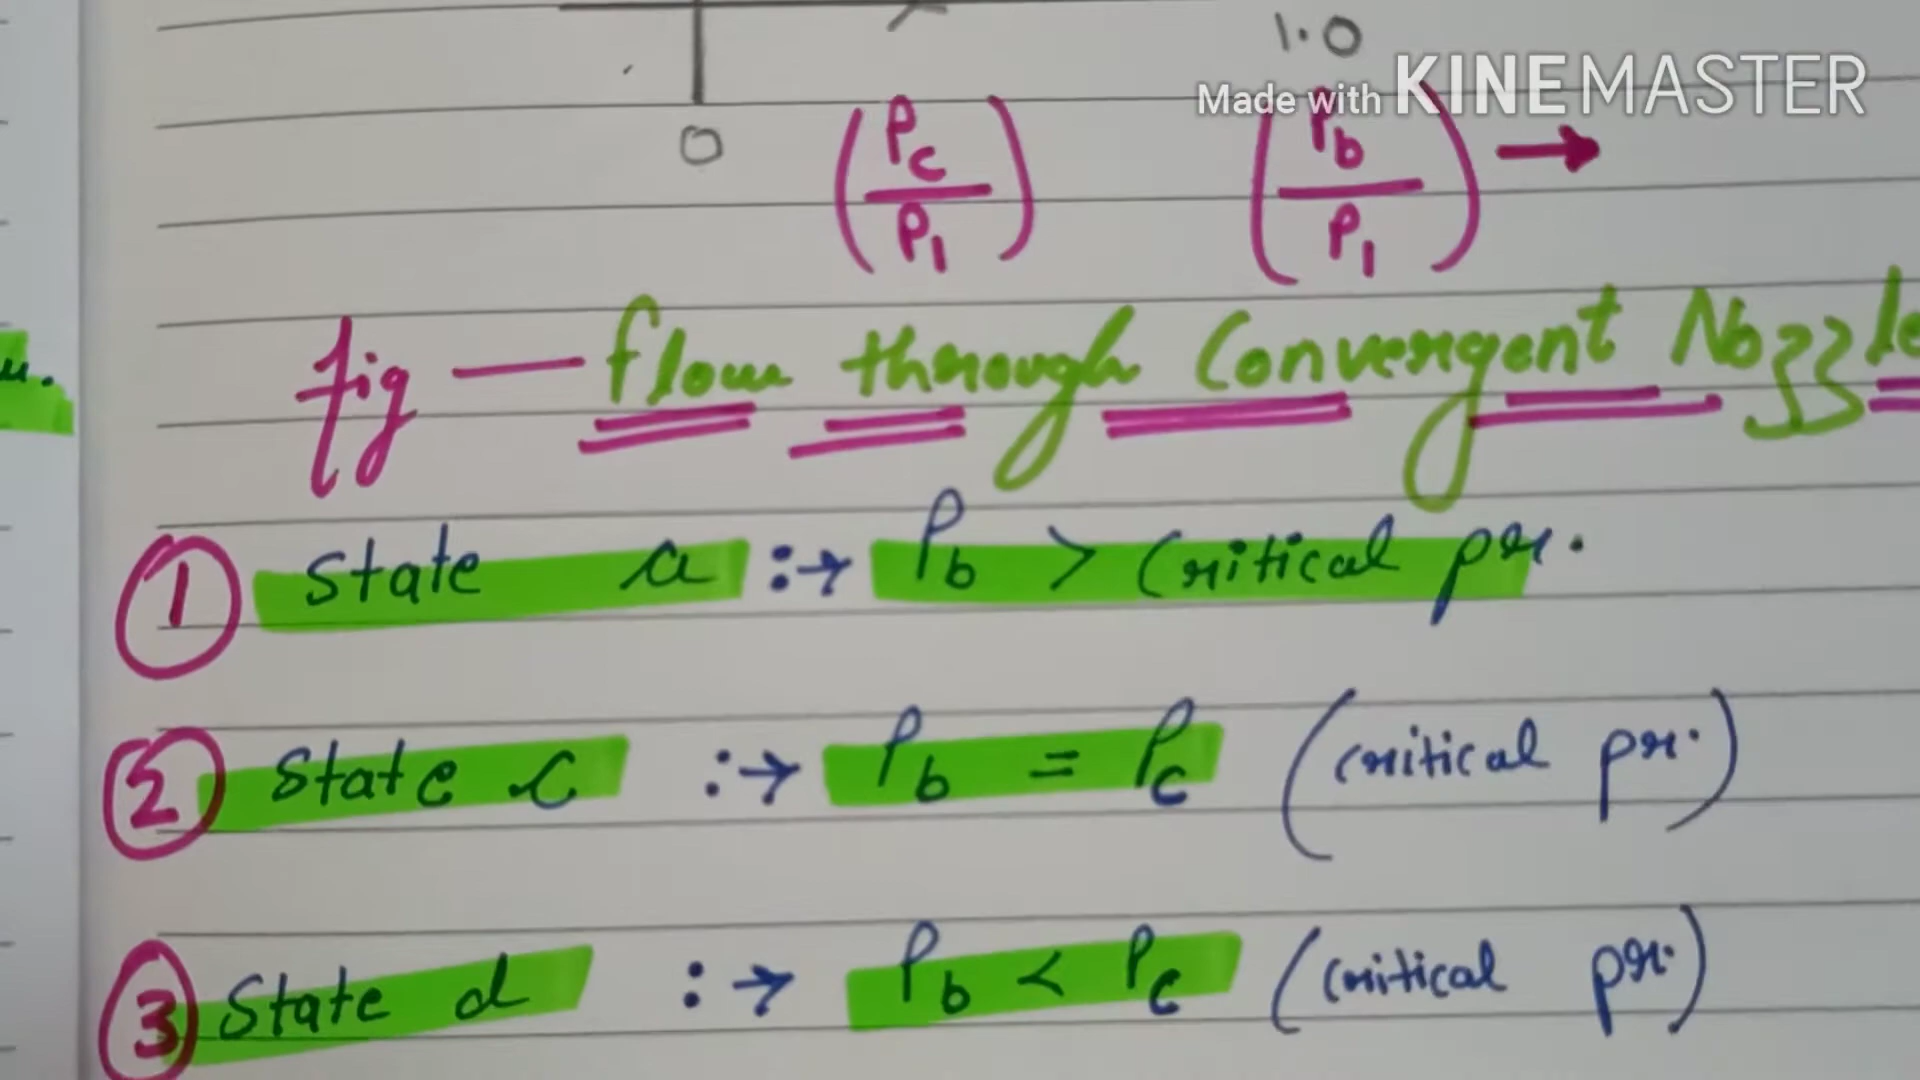 1.0
Made with KINEMASTER
0 (Pc/P1) (Pb/P1) →
fig — flow through Convergent Nozzle
① State a :→ Pb > Critical pr.
② State c :→ Pb = Pc (critical pr.)
③ State d :→ Pb < Pc (critical pr.)